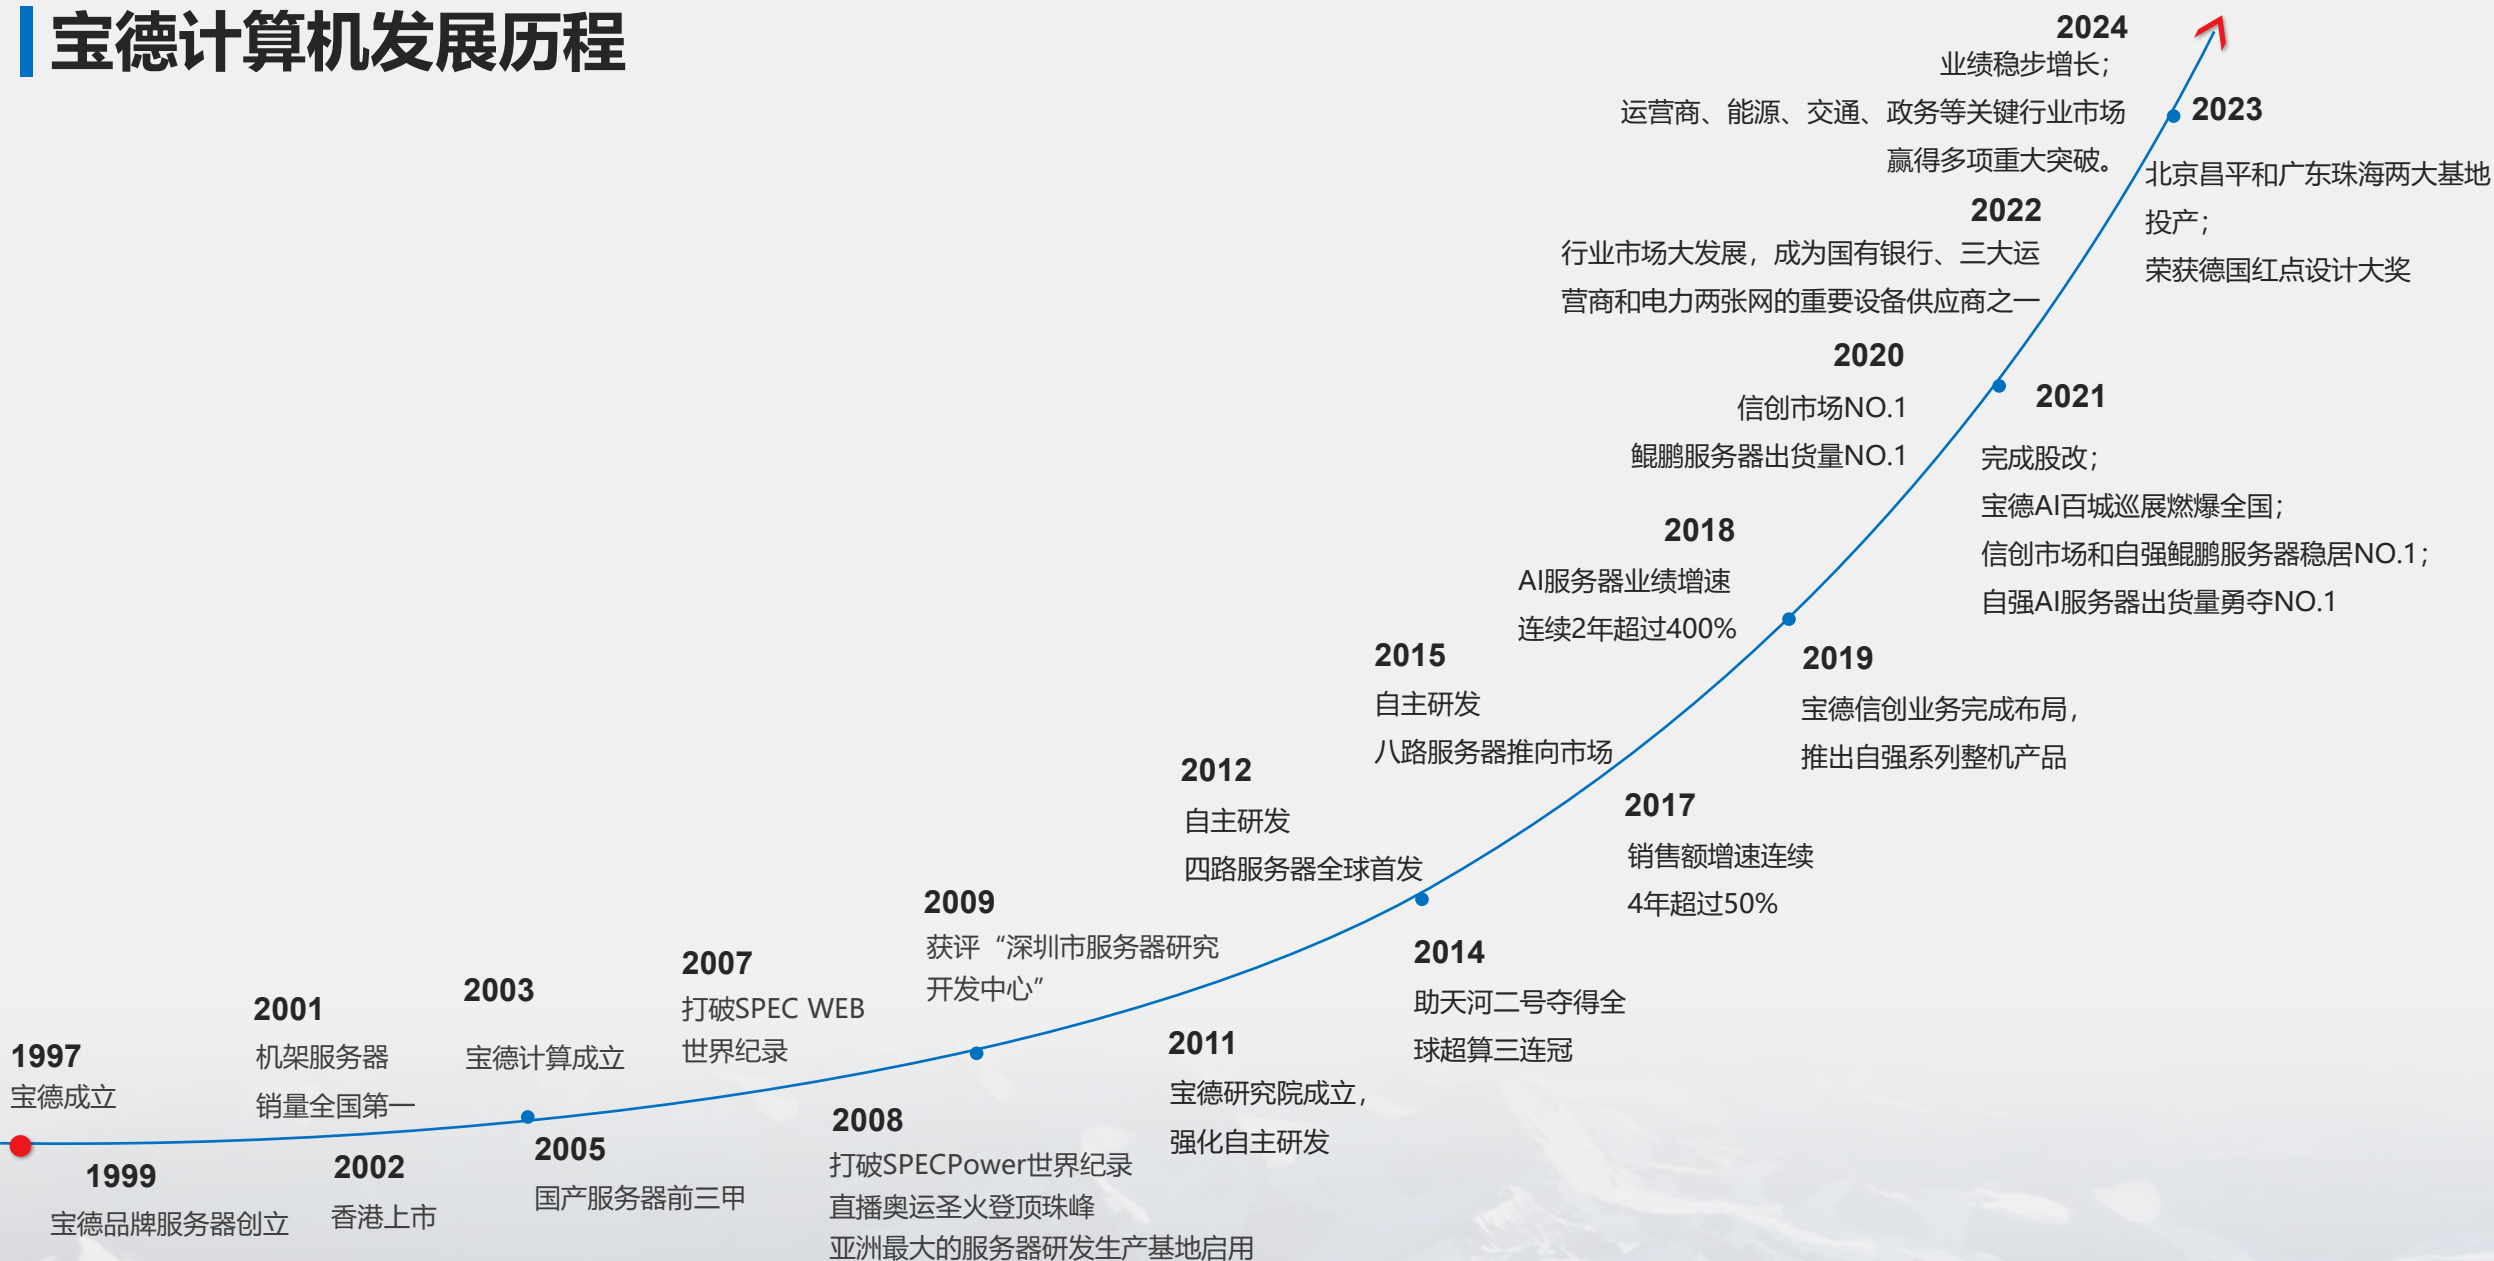 宝德计算机发展历程
1997
宝德成立
1999
宝德品牌服务器创立
2001
机架服务器
销量全国第一
2002
香港上市
2003
宝德计算成立
2005
国产服务器前三甲
2007
打破SPEC WEB
世界纪录
2008
打破SPECPower世界纪录
直播奥运圣火登顶珠峰
亚洲最大的服务器研发生产基地启用
2009
获评“深圳市服务器研究
开发中心”
2011
宝德研究院成立，
强化自主研发
2012
自主研发
四路服务器全球首发
2014
助天河二号夺得全
球超算三连冠
2015
自主研发
八路服务器推向市场
2017
销售额增速连续
4年超过50%
2018
AI服务器业绩增速
连续2年超过400%
2019
宝德信创业务完成布局，
推出自强系列整机产品
2020
信创市场NO.1
鲲鹏服务器出货量NO.1
2021
完成股改；
宝德AI百城巡展燃爆全国；
信创市场和自强鲲鹏服务器稳居NO.1；
自强AI服务器出货量勇夺NO.1
2022
行业市场大发展，成为国有银行、三大运
营商和电力两张网的重要设备供应商之一
2023
北京昌平和广东珠海两大基地
投产；
荣获德国红点设计大奖
2024
业绩稳步增长；
运营商、能源、交通、政务等关键行业市场
赢得多项重大突破。